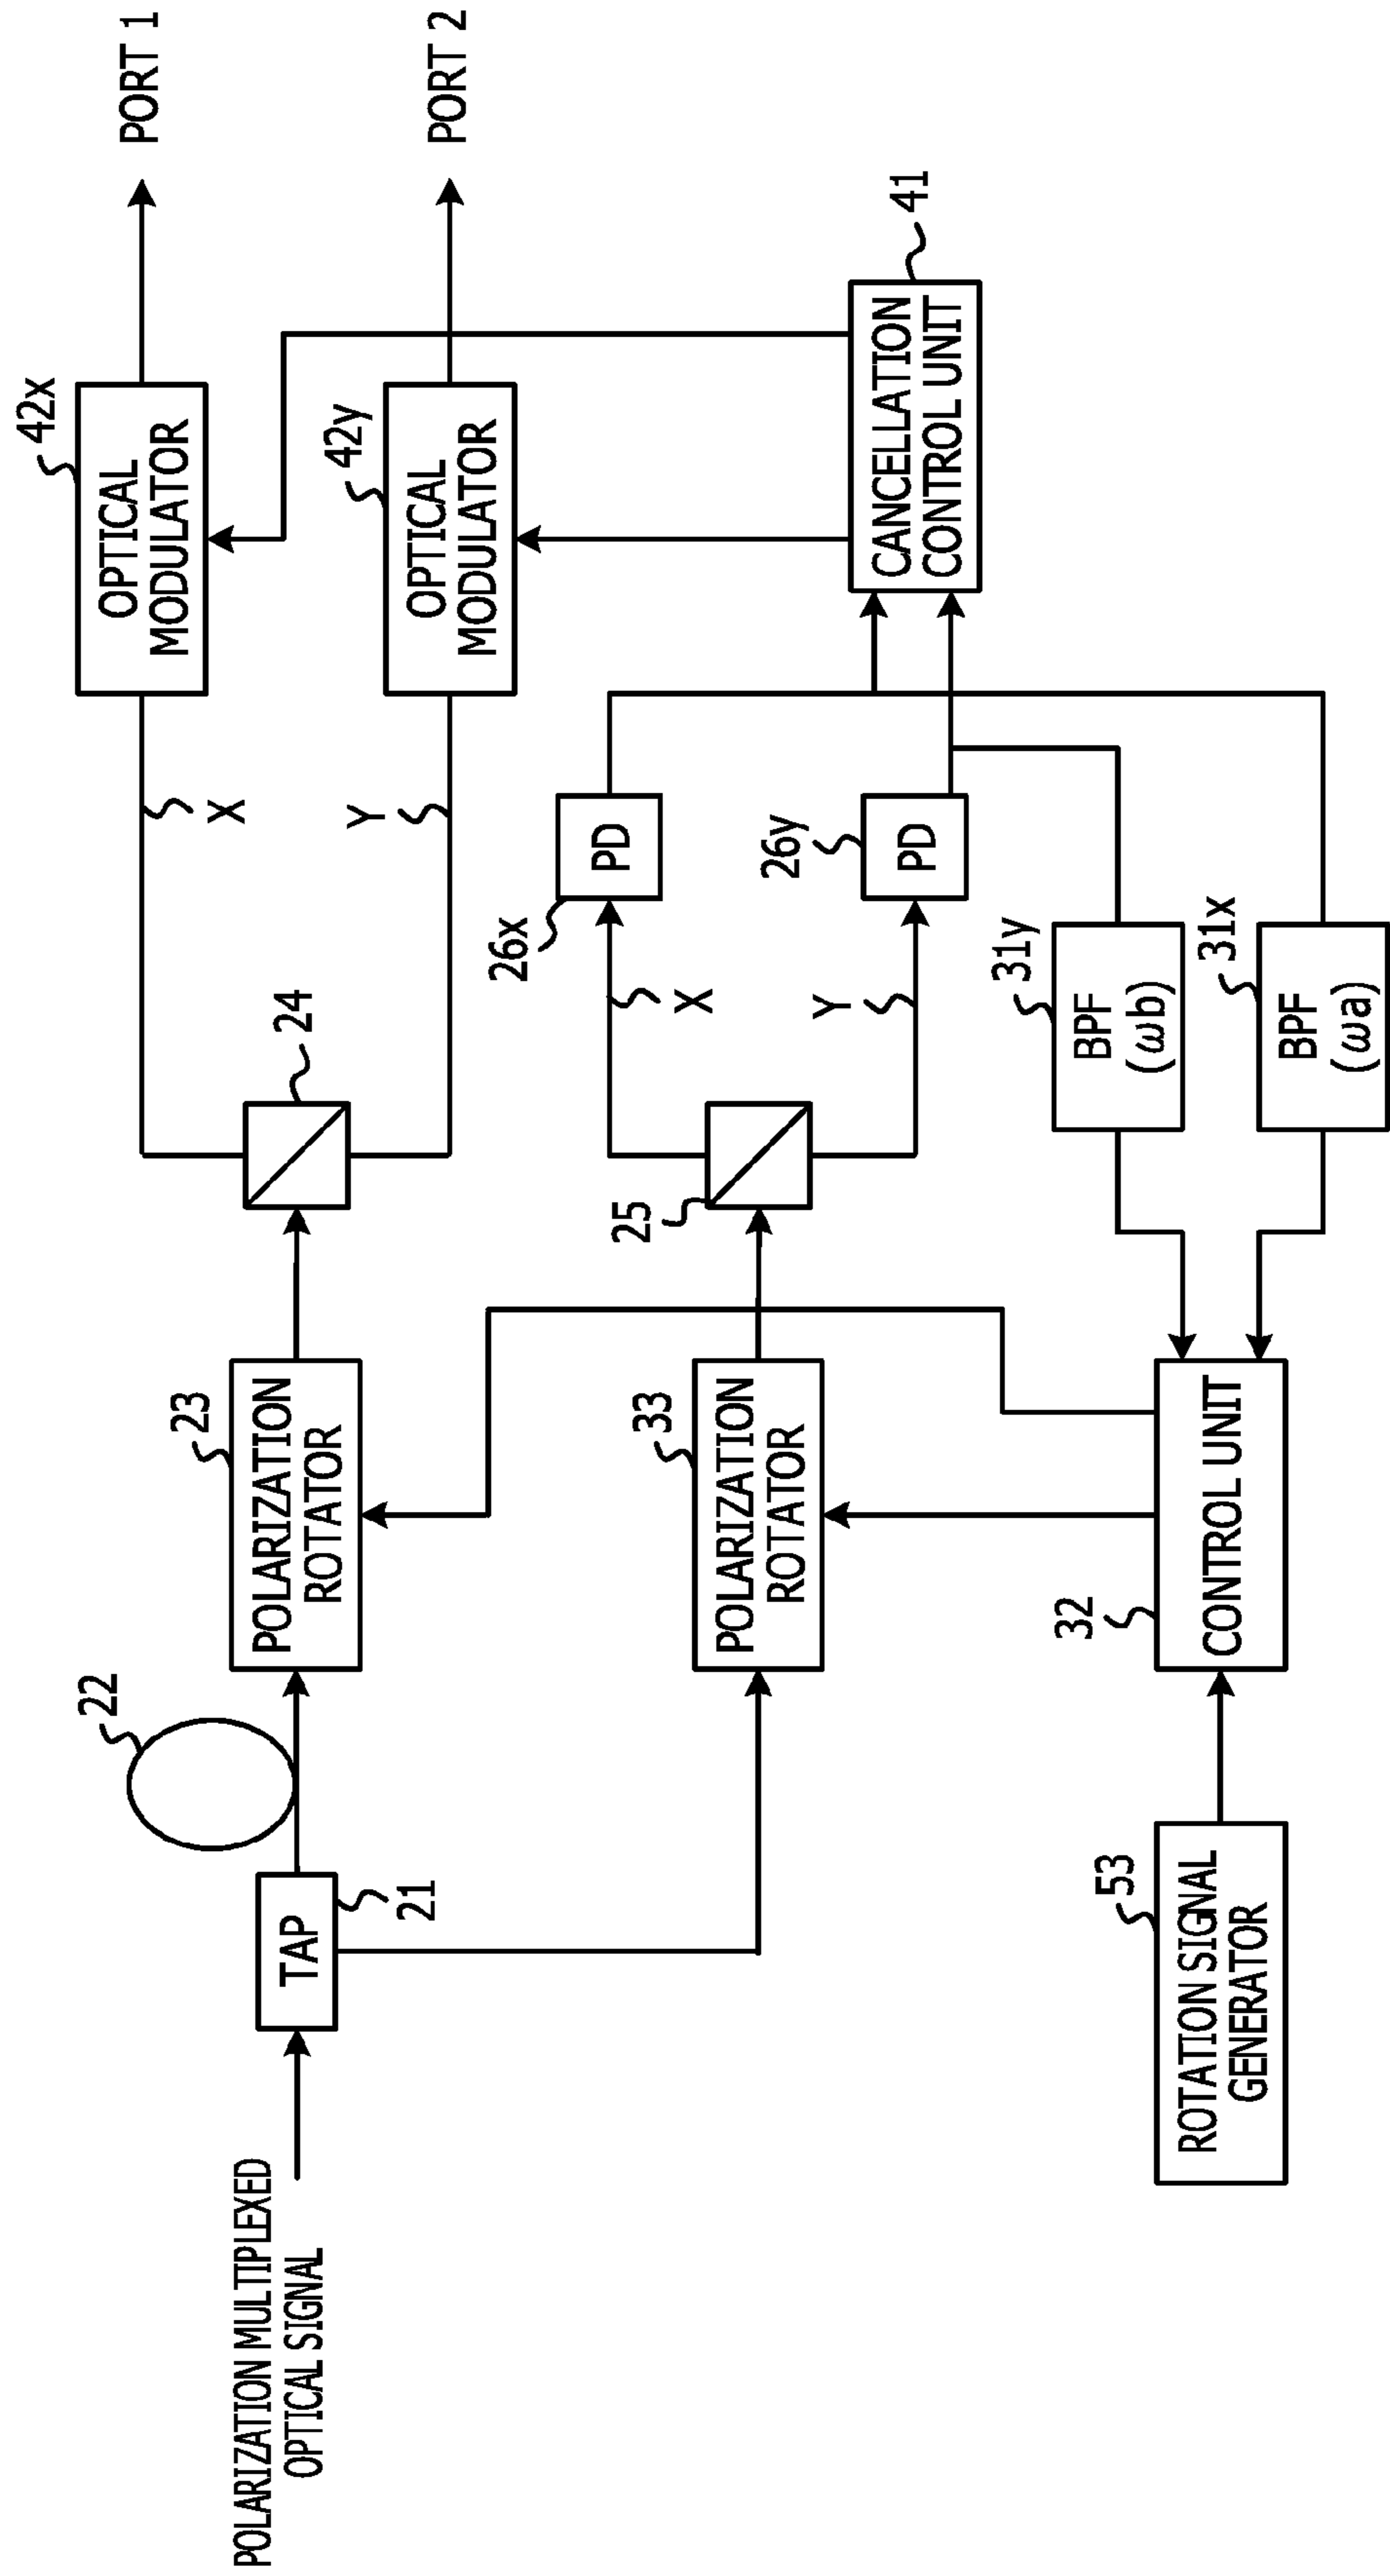 POLARIZATION MULTIPLEXED
OPTICAL SIGNAL
TAP
21
22
POLARIZATION
ROTATOR
23
24
X
Y
OPTICAL
MODULATOR
42x
PORT 1
OPTICAL
MODULATOR
42y
PORT 2
POLARIZATION
ROTATOR
33
25
X
Y
PD
26x
PD
26y
CANCELLATION
CONTROL UNIT
41
ROTATION SIGNAL
GENERATOR
53
CONTROL UNIT
32
BPF
(ωb)
31y
BPF
(ωa)
31x